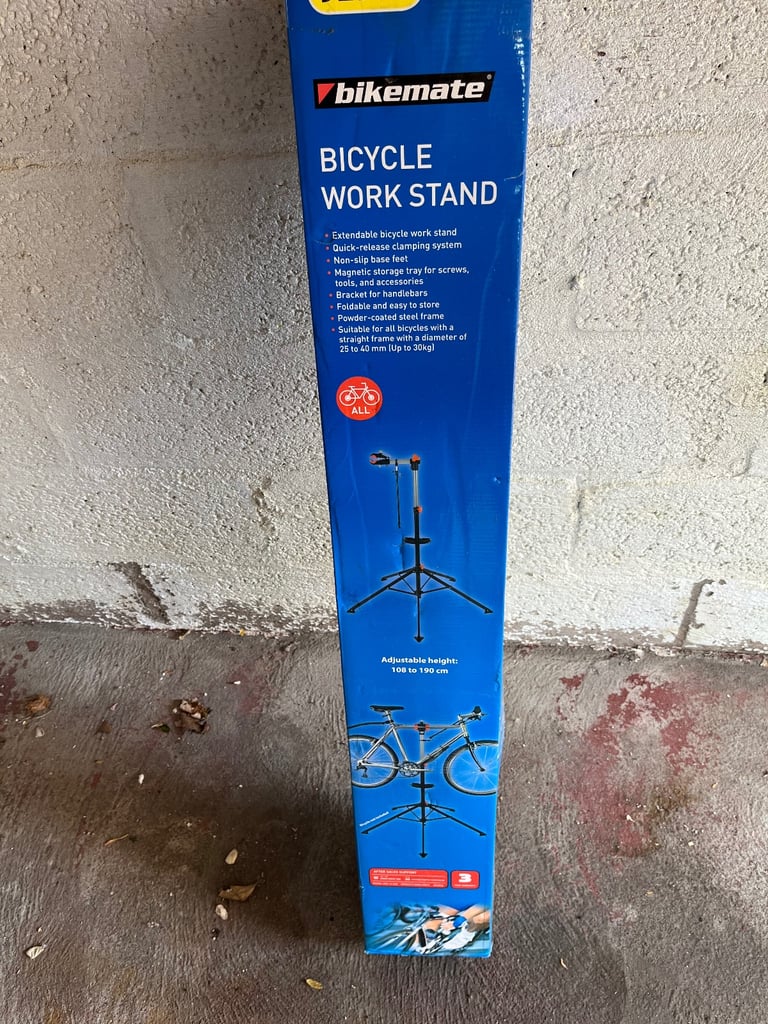 bikemate®
BICYCLE
WORK STAND
• Extendable bicycle work stand
• Quick-release clamping system
• Non-slip base feet
• Magnetic storage tray for screws,
tools, and accessories
• Bracket for handlebars
• Foldable and easy to store
• Powder-coated steel frame
• Suitable for all bicycles with a
straight frame with a diameter of
25 to 40 mm (Up to 30kg)
ALL
Adjustable height:
108 to 190 cm
AFTER SALES SUPPORT
3